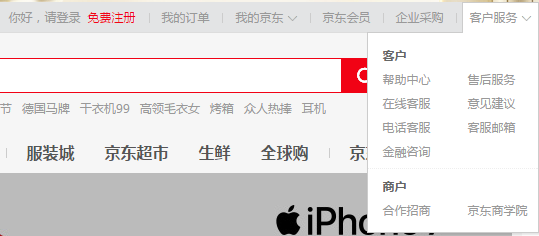 你好，请登录 免费注册 我的订单 我的京东 京东会员 企业采购 客户服务
客户
帮助中心 售后服务
节 德国马牌 干衣机99 高领毛衣女 烤箱 众人热捧 耳机
在线客服 意见建议
电话客服 客服邮箱
服装城 京东超市 生鲜 全球购
金融咨询
商户
合作招商 京东商学院
iPhone